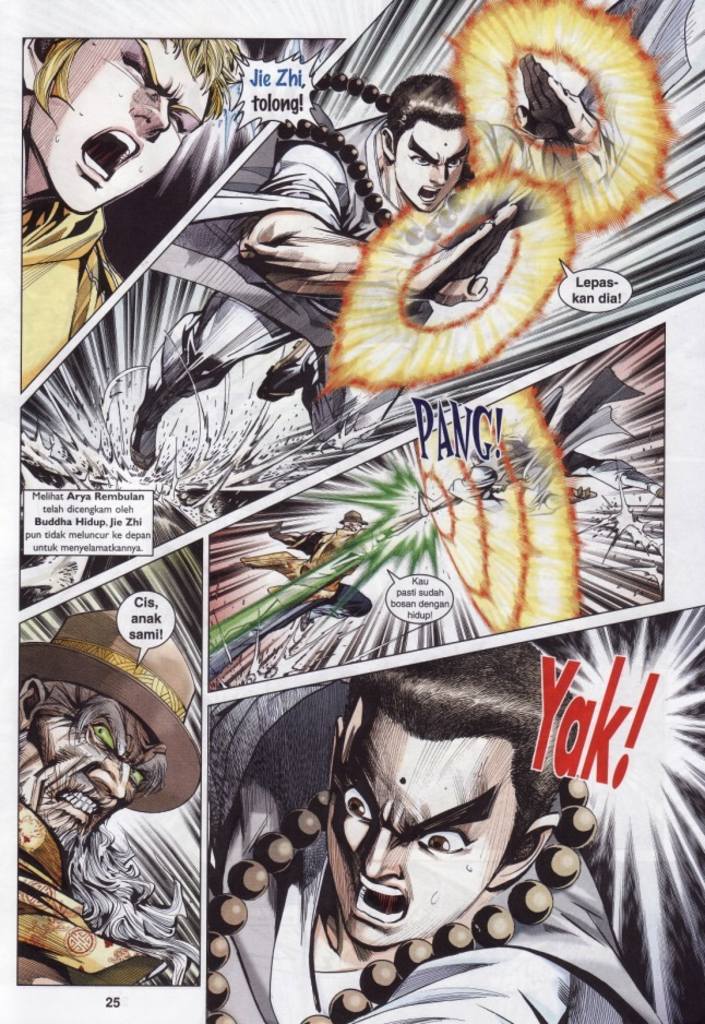 Jie Zhi,
tolong!
Lepas-
kan dia!
Melihat Arya Rembulan
telah dicengkam oleh
Buddha Hidup, Jie Zhi
pun tidak meluncur ke depan
untuk menyelamatkannya.
PANG!
Kau
pasti sudah
bosan dengan
hidup!
Cis,
anak
sami!
Yak!
25